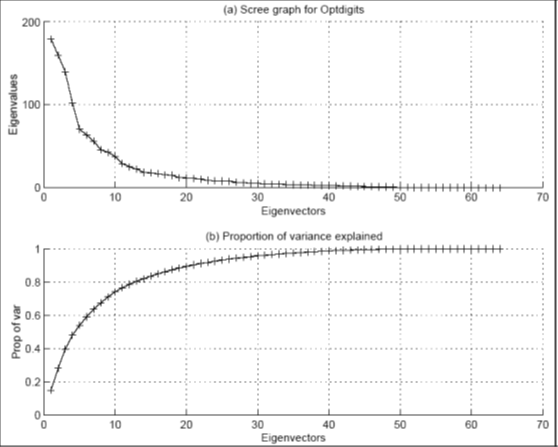 (a) Scree graph for Optdigits
200
100
0
Eigenvalues
0 10 20 30 40 50 60 70
Eigenvectors
(b) Proportion of variance explained
1
0.8
0.6
0.4
0.2
0
Prop of var
0 10 20 30 40 50 60 70
Eigenvectors